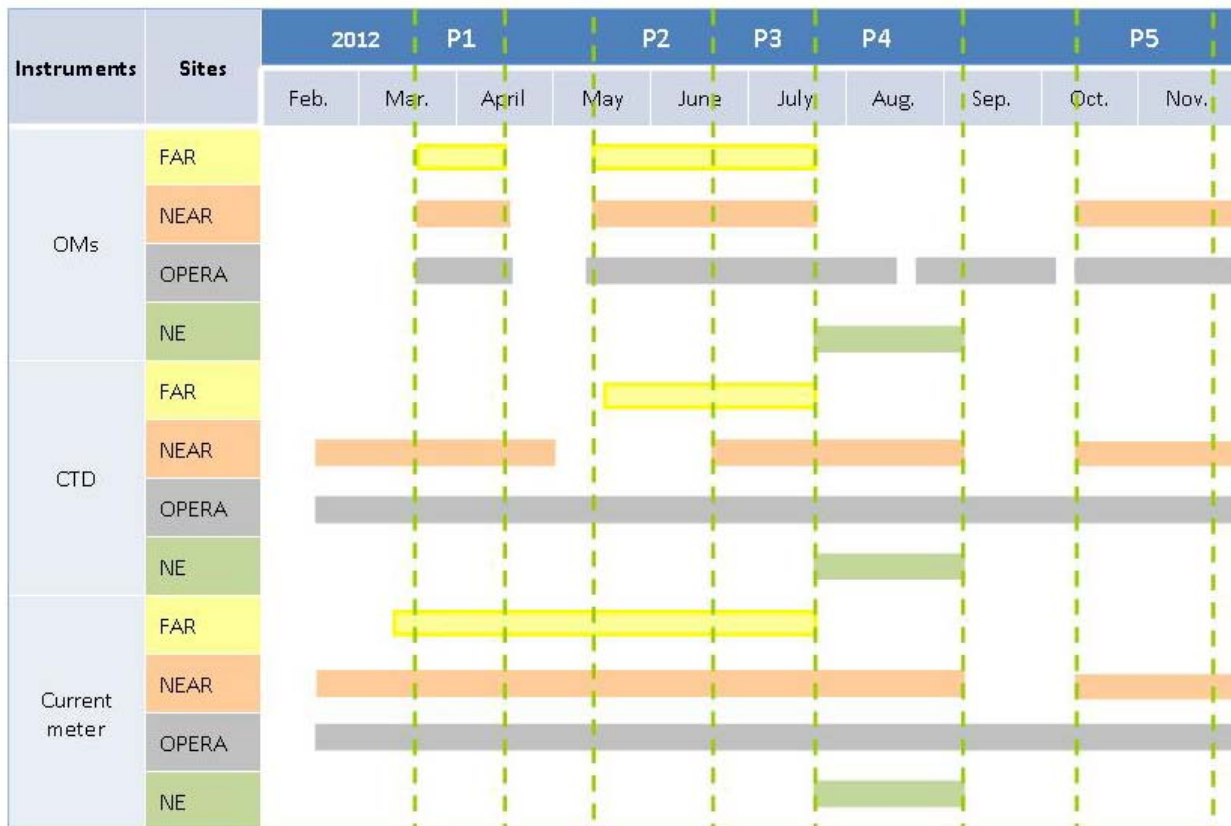 Instruments Sites 2012 P1 P2 P3 P4 P5
Feb. Mar. April May June July Aug. Sep. Oct. Nov.
OMs
FAR
NEAR
OPERA
NE
CTD
FAR
NEAR
OPERA
NE
Current
meter
FAR
NEAR
OPERA
NE